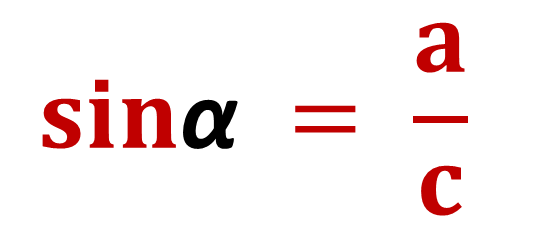 sinα = a/c